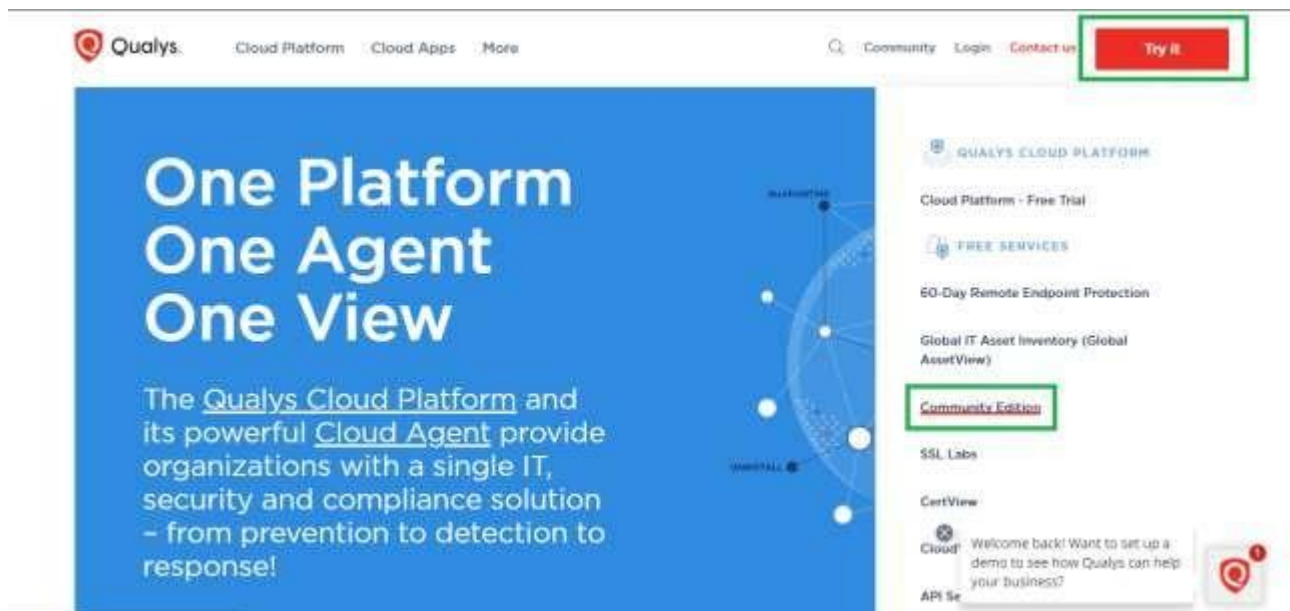 Qualys.
Cloud Platform
Cloud Apps
More
Community
Login
Contact us
Try it
One Platform
One Agent
One View
The Qualys Cloud Platform and
its powerful Cloud Agent provide
organizations with a single IT,
security and compliance solution
– from prevention to detection to
response!
QUALYS CLOUD PLATFORM
Cloud Platform - Free Trial
FREE SERVICES
60-Day Remote Endpoint Protection
Global IT Asset Inventory (Global
AssetView)
Community Edition
SSL Labs
CertView
Cloud
API Se
Welcome back! Want to set up a
demo to see how Qualys can help
your business?
1